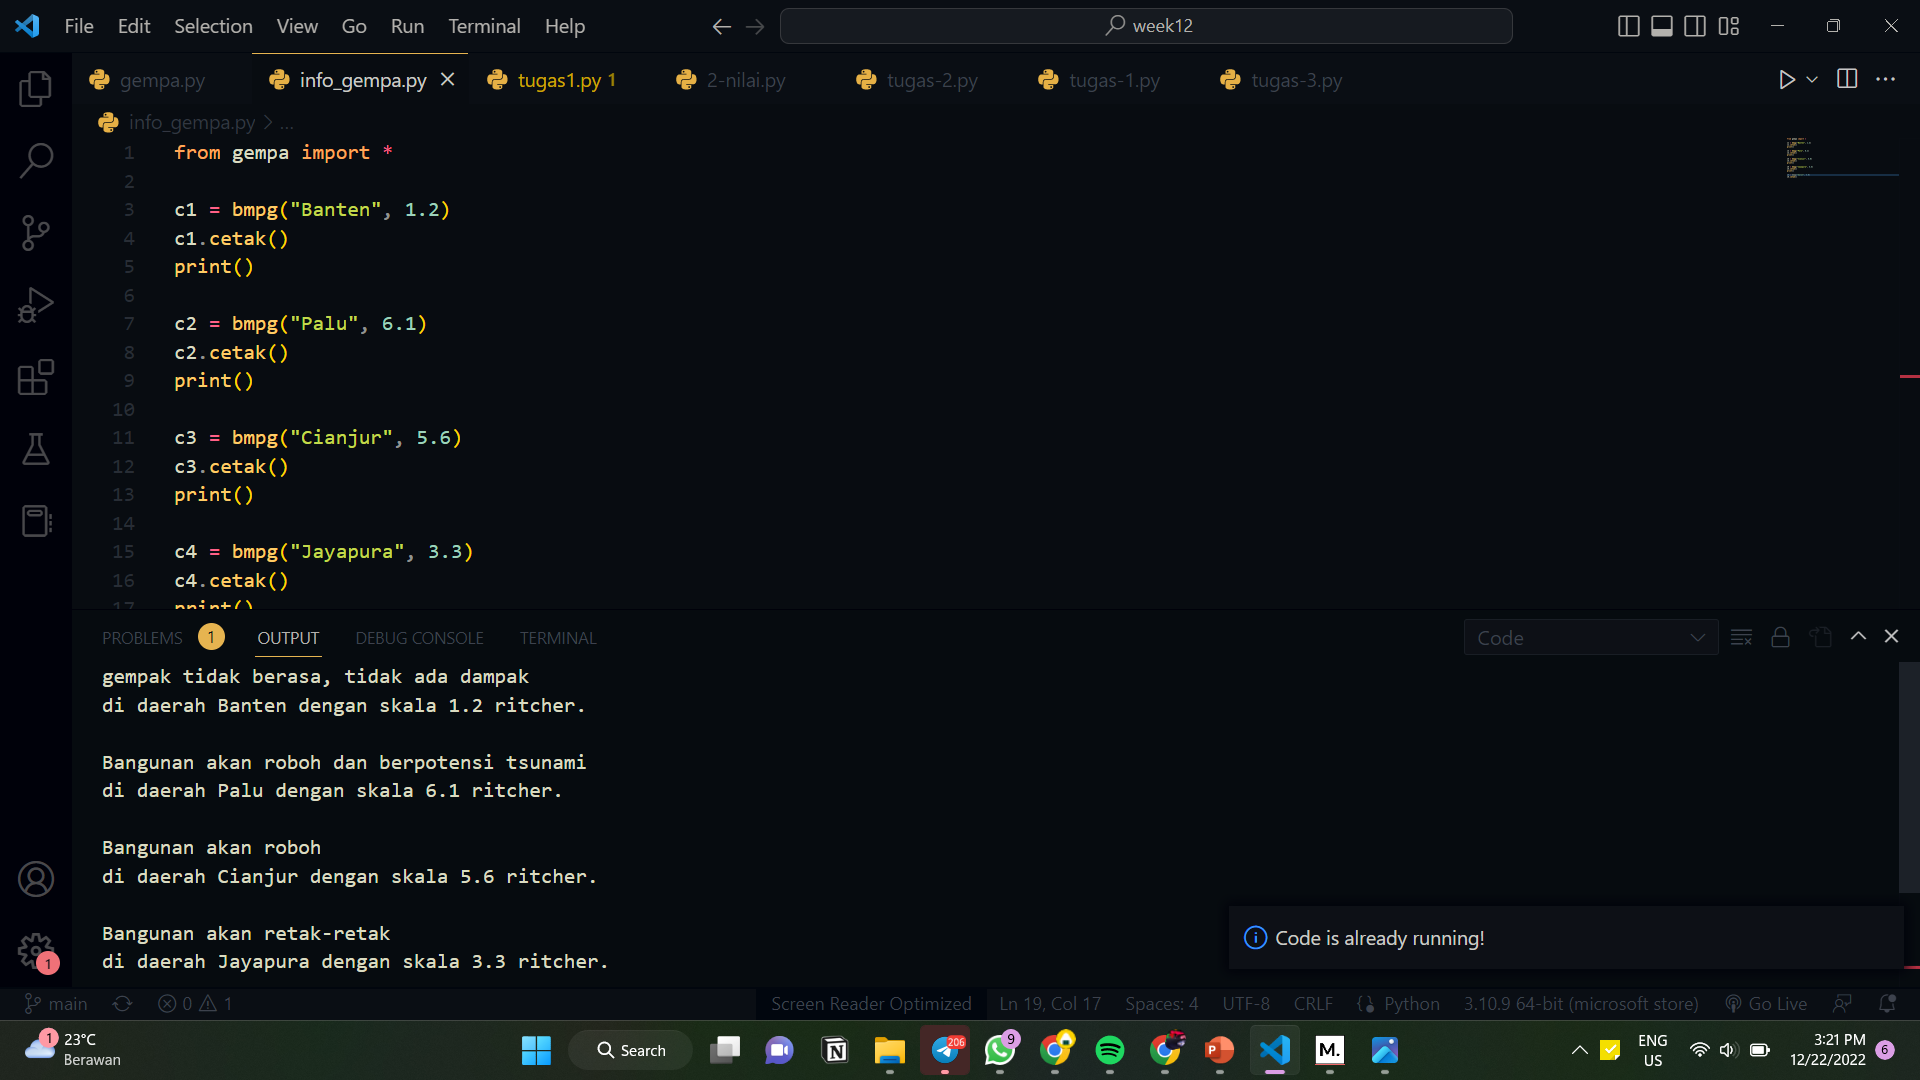 File Edit Selection View Go Run Terminal Help week12
gempa.py info_gempa.py tugas1.py 1 2-nilai.py tugas-2.py tugas-1.py tugas-3.py
info_gempa.py > ...
1 from gempa import *
2
3 c1 = bmpg("Banten", 1.2)
4 c1.cetak()
5 print()
6
7 c2 = bmpg("Palu", 6.1)
8 c2.cetak()
9 print()
10
11 c3 = bmpg("Cianjur", 5.6)
12 c3.cetak()
13 print()
14
15 c4 = bmpg("Jayapura", 3.3)
16 c4.cetak()
17 print()
PROBLEMS 1 OUTPUT DEBUG CONSOLE TERMINAL Code
gempak tidak berasa, tidak ada dampak
di daerah Banten dengan skala 1.2 ritcher.
Bangunan akan roboh dan berpotensi tsunami
di daerah Palu dengan skala 6.1 ritcher.
Bangunan akan roboh
di daerah Cianjur dengan skala 5.6 ritcher.
Bangunan akan retak-retak
di daerah Jayapura dengan skala 3.3 ritcher.
Code is already running!
1
main 0 1 Screen Reader Optimized Ln 19, Col 17 Spaces: 4 UTF-8 CRLF Python 3.10.9 64-bit (microsoft store) Go Live
1 23°C
Berawan
Search
206
9
P
M.
ENG
US
3:21 PM
12/22/2022
6